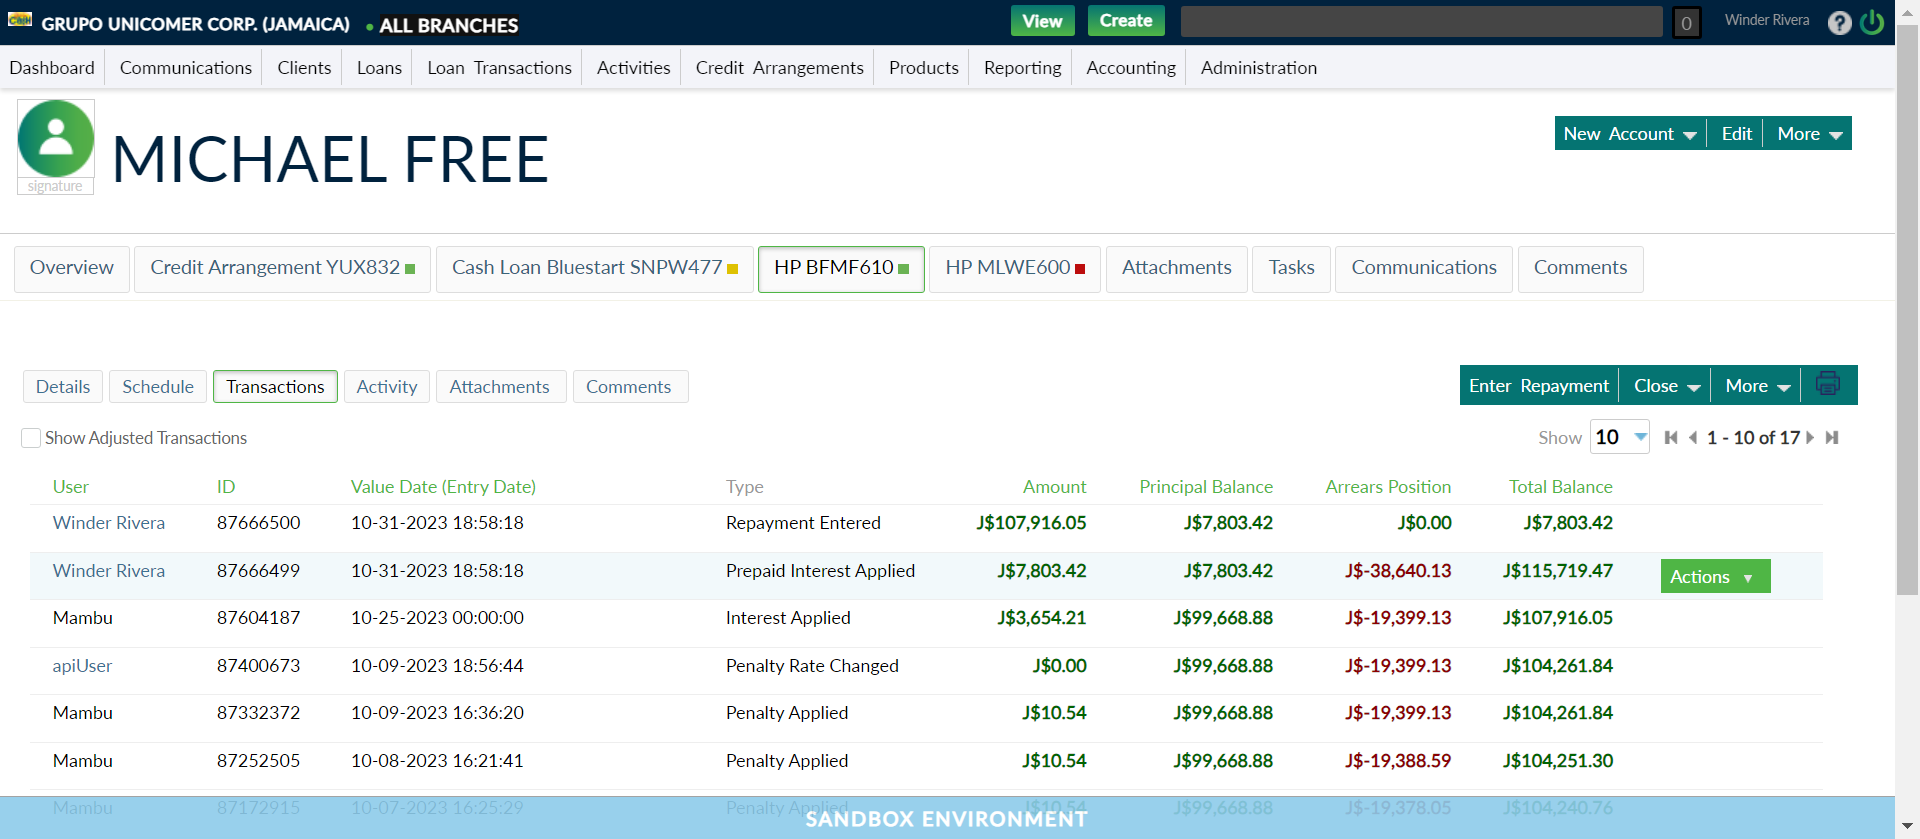 Cash GRUPO UNICOMER CORP. (JAMAICA) • ALL BRANCHES View Create 0 Winder Rivera ?
Dashboard Communications Clients Loans Loan Transactions Activities Credit Arrangements Products Reporting Accounting Administration
MICHAEL FREE
signature
New Account Edit More
Overview Credit Arrangement YUX832 Cash Loan Bluestart SNPW477 HP BFMF610 HP MLWE600 Attachments Tasks Communications Comments
Details Schedule Transactions Activity Attachments Comments Enter Repayment Close More
Show Adjusted Transactions Show 10 1 - 10 of 17
User ID Value Date (Entry Date) Type Amount Principal Balance Arrears Position Total Balance
Winder Rivera 87666500 10-31-2023 18:58:18 Repayment Entered J$107,916.05 J$7,803.42 J$0.00 J$7,803.42
Winder Rivera 87666499 10-31-2023 18:58:18 Prepaid Interest Applied J$7,803.42 J$7,803.42 J$-38,640.13 J$115,719.47 Actions
Mambu 87604187 10-25-2023 00:00:00 Interest Applied J$3,654.21 J$99,668.88 J$-19,399.13 J$107,916.05
apiUser 87400673 10-09-2023 18:56:44 Penalty Rate Changed J$0.00 J$99,668.88 J$-19,399.13 J$104,261.84
Mambu 87332372 10-09-2023 16:36:20 Penalty Applied J$10.54 J$99,668.88 J$-19,399.13 J$104,261.84
Mambu 87252505 10-08-2023 16:21:41 Penalty Applied J$10.54 J$99,668.88 J$-19,388.59 J$104,251.30
Mambu 87172915 10-07-2023 16:25:29 Penalty Applied J$10.54 J$99,668.88 J$-19,378.05 J$104,240.76
SANDBOX ENVIRONMENT